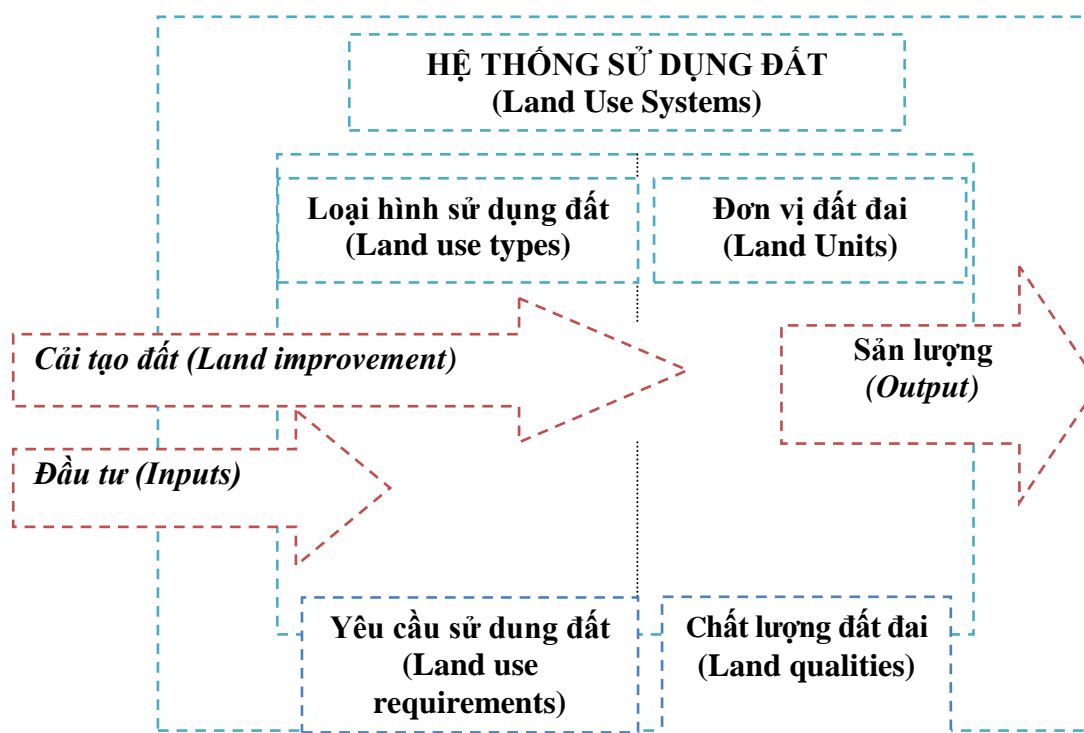 HỆ THỐNG SỬ DỤNG ĐẤT
(Land Use Systems)
Loại hình sử dụng đất
(Land use types)
Đơn vị đất đai
(Land Units)
Cải tạo đất (Land improvement)
Sản lượng
(Output)
Đầu tư (Inputs)
Yêu cầu sử dung đất
(Land use
requirements)
Chất lượng đất đai
(Land qualities)